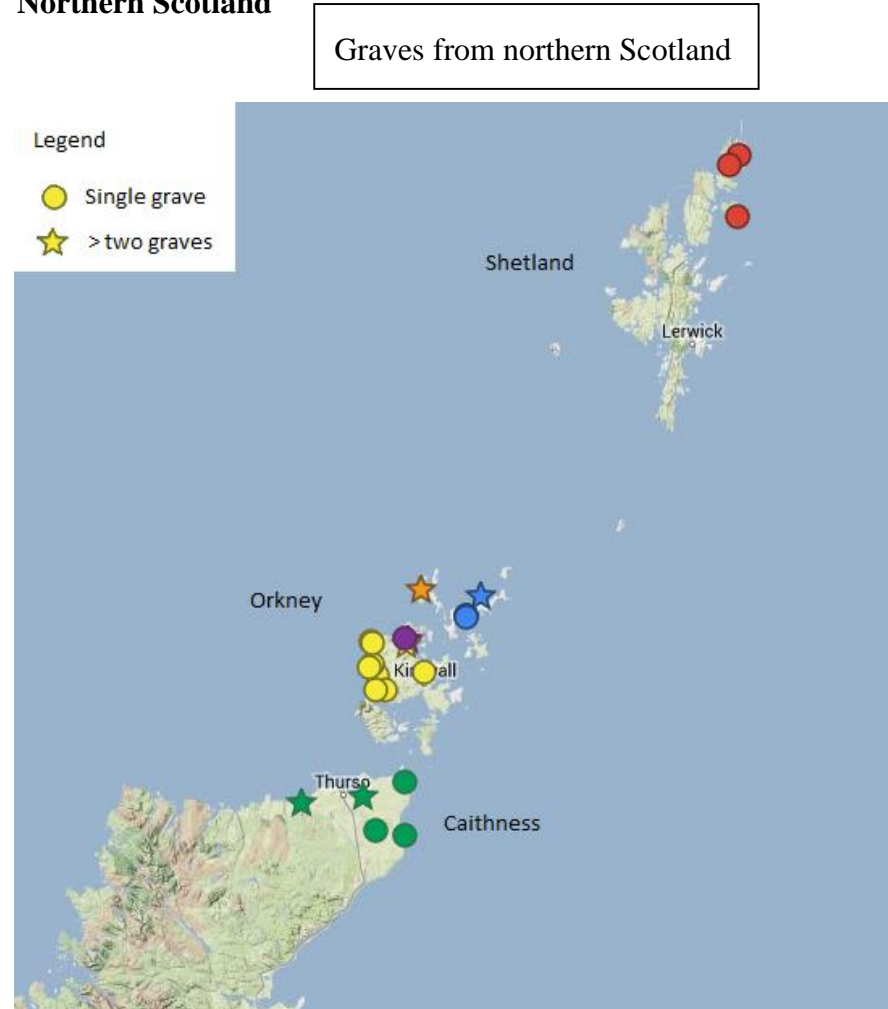 Northern Scotland
Graves from northern Scotland
Legend
Single grave
> two graves
Shetland
Lerwick
Orkney
Thurso
Caithness